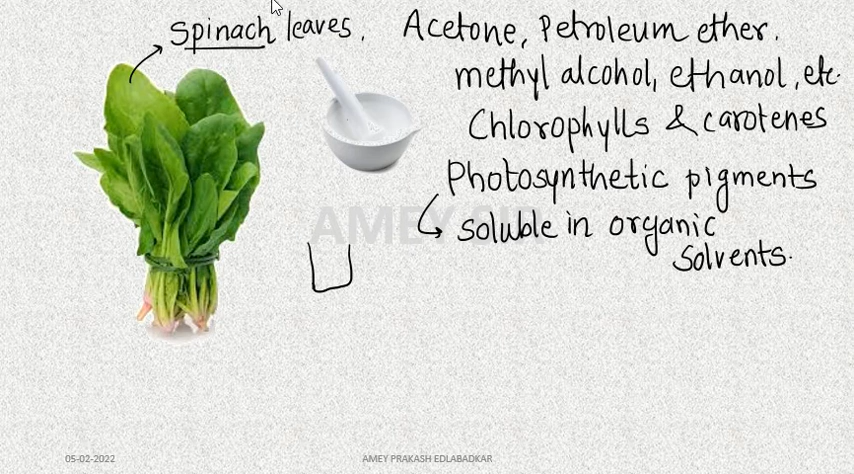 Spinach leaves.
Acetone, Petroleum ether.
methyl alcohol, ethanol, etc.
Chlorophylls & carotenes
Photosynthetic pigments
soluble in organic
solvents.
AMEY SIR
05-02-2022
AMEY PRAKASH EDLABADKAR